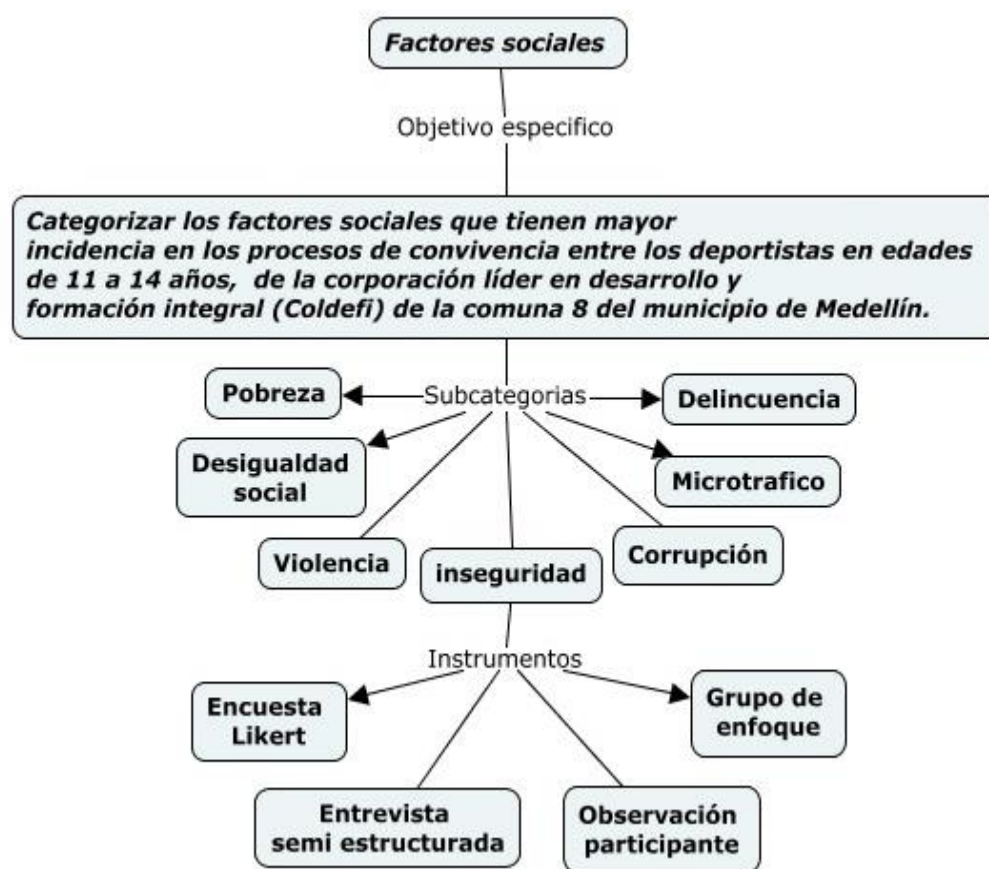 Factores sociales
Objetivo especifico
Categorizar los factores sociales que tienen mayor
incidencia en los procesos de convivencia entre los deportistas en edades
de 11 a 14 años, de la corporación líder en desarrollo y
formación integral (Coldefi) de la comuna 8 del municipio de Medellín.
Pobreza
Subcategorias
Delincuencia
Desigualdad
social
Microtrafico
Violencia
inseguridad
Corrupción
Instrumentos
Encuesta
Likert
Grupo de
enfoque
Entrevista
semi estructurada
Observación
participante